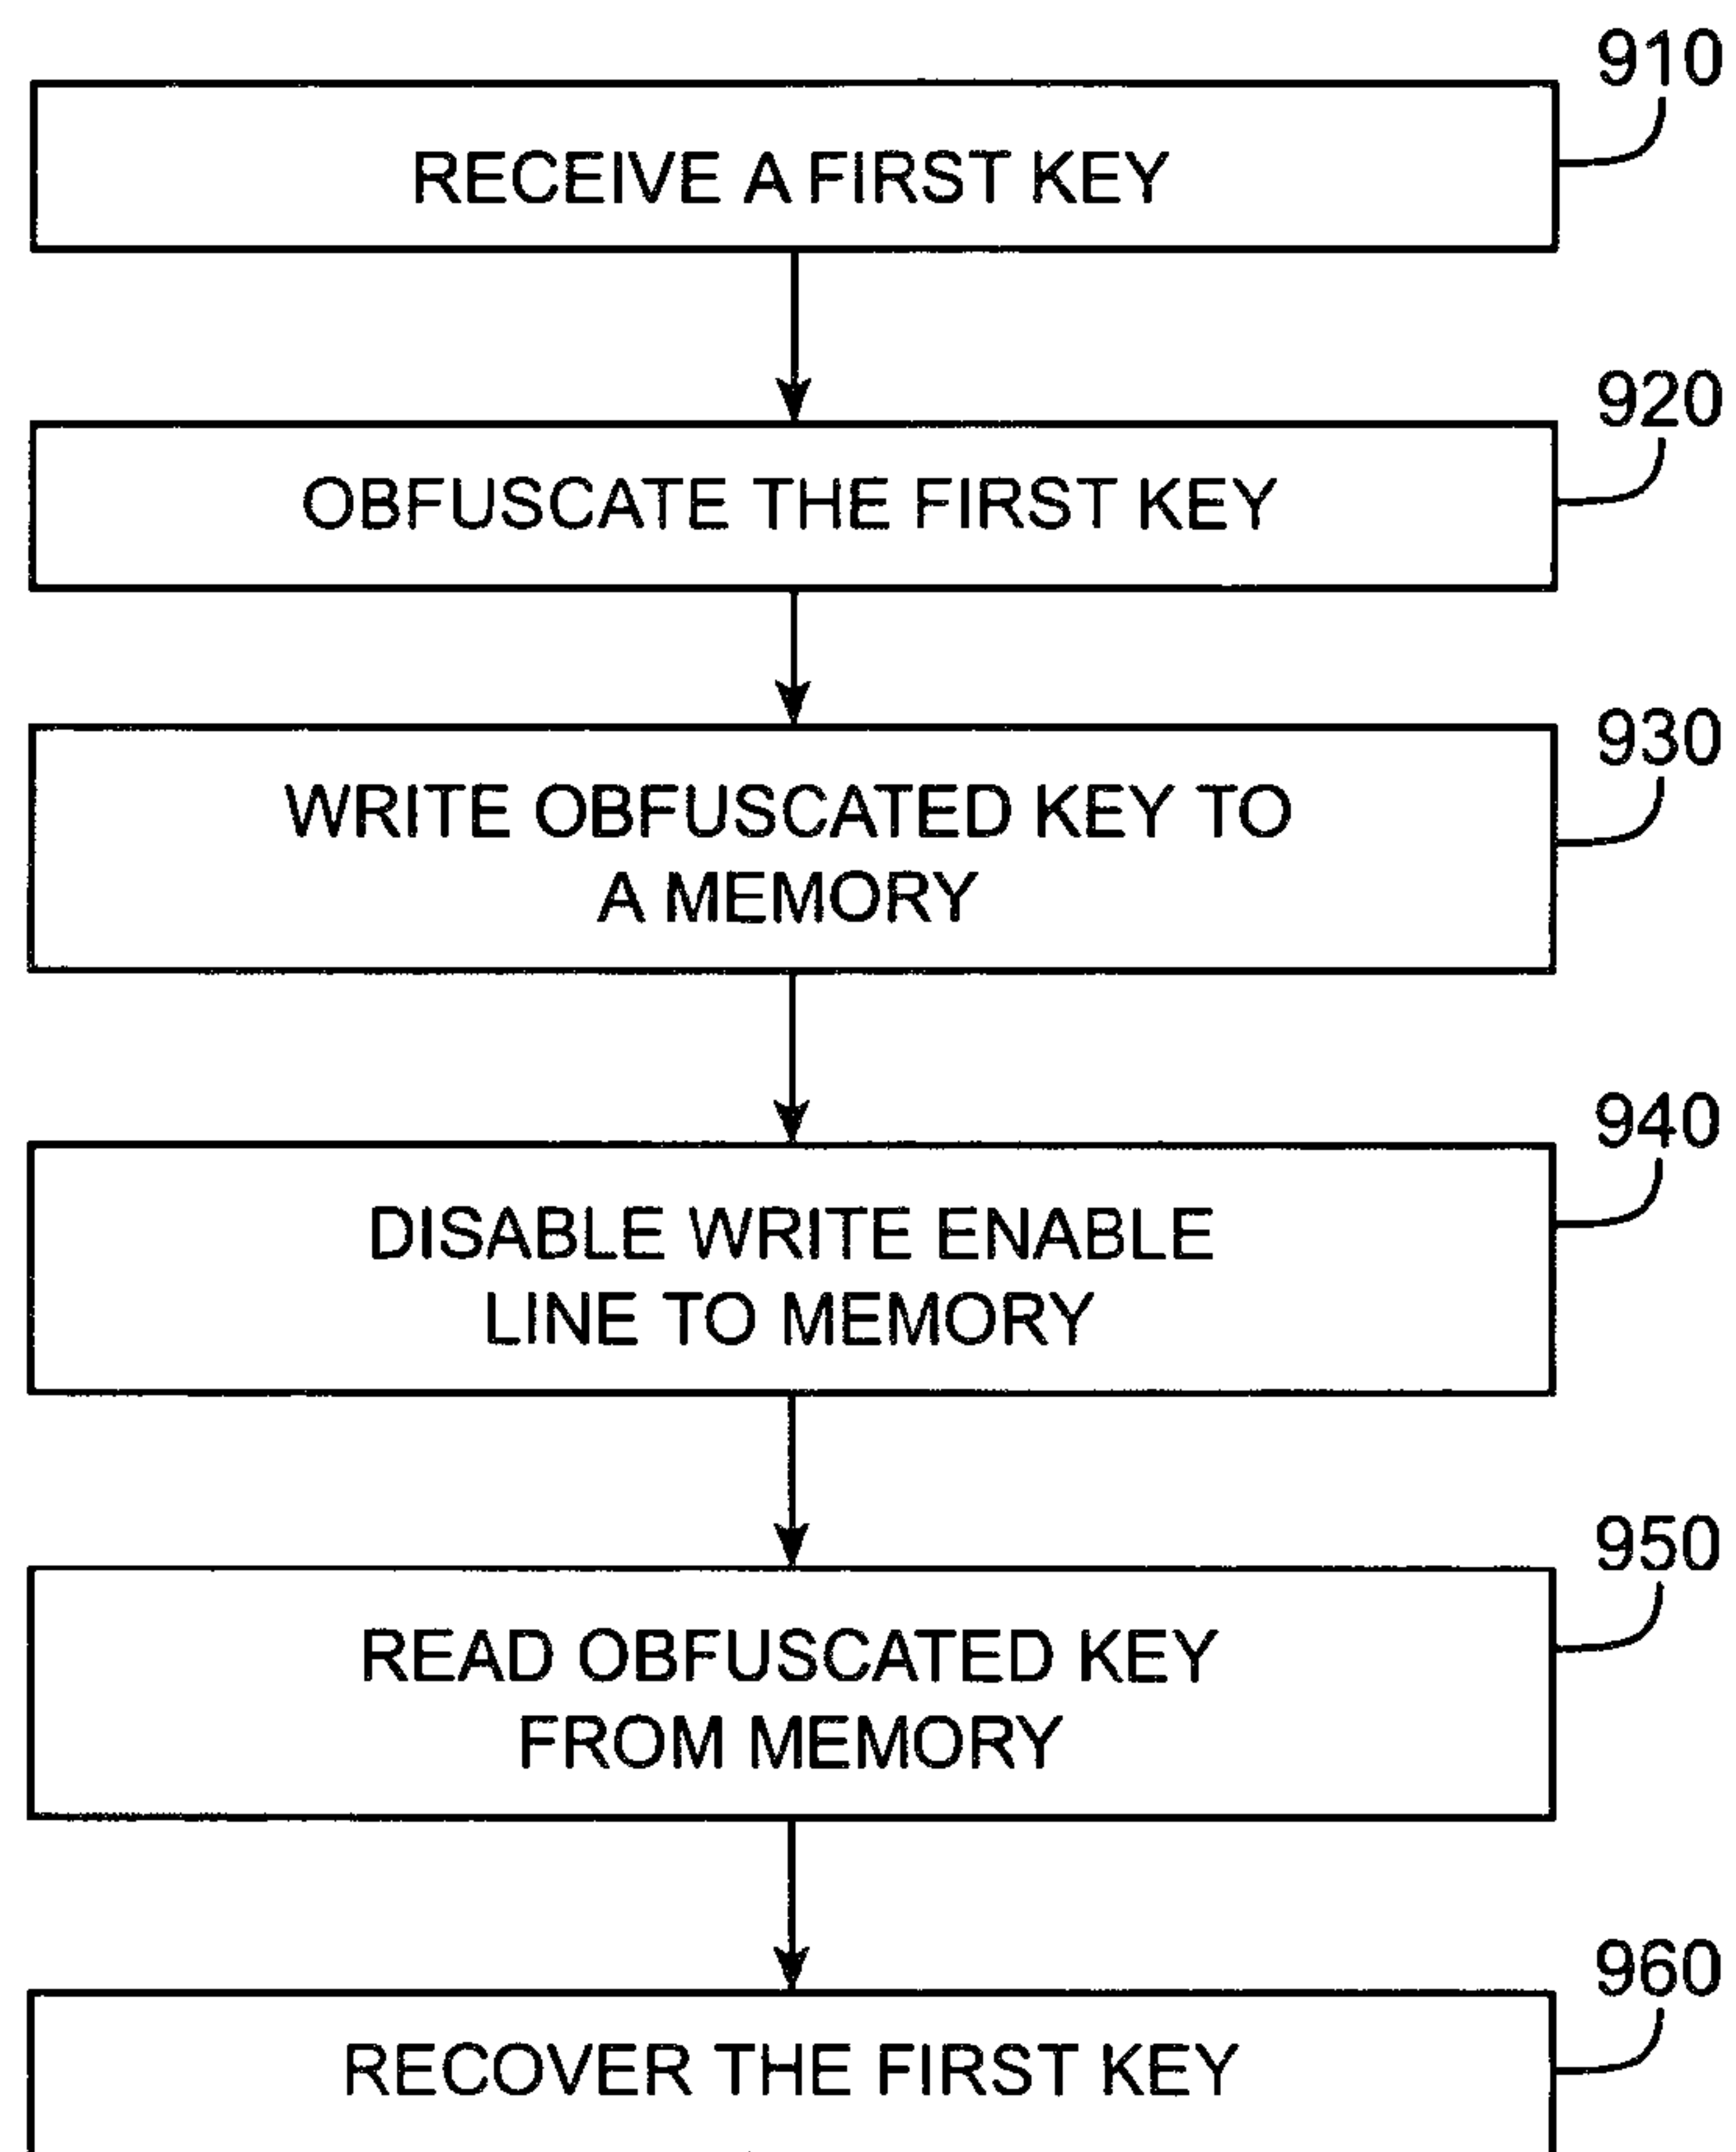 910
RECEIVE A FIRST KEY
920
OBFUSCATE THE FIRST KEY
930
WRITE OBFUSCATED KEY TO
A MEMORY
940
DISABLE WRITE ENABLE
LINE TO MEMORY
950
READ OBFUSCATED KEY
FROM MEMORY
960
RECOVER THE FIRST KEY